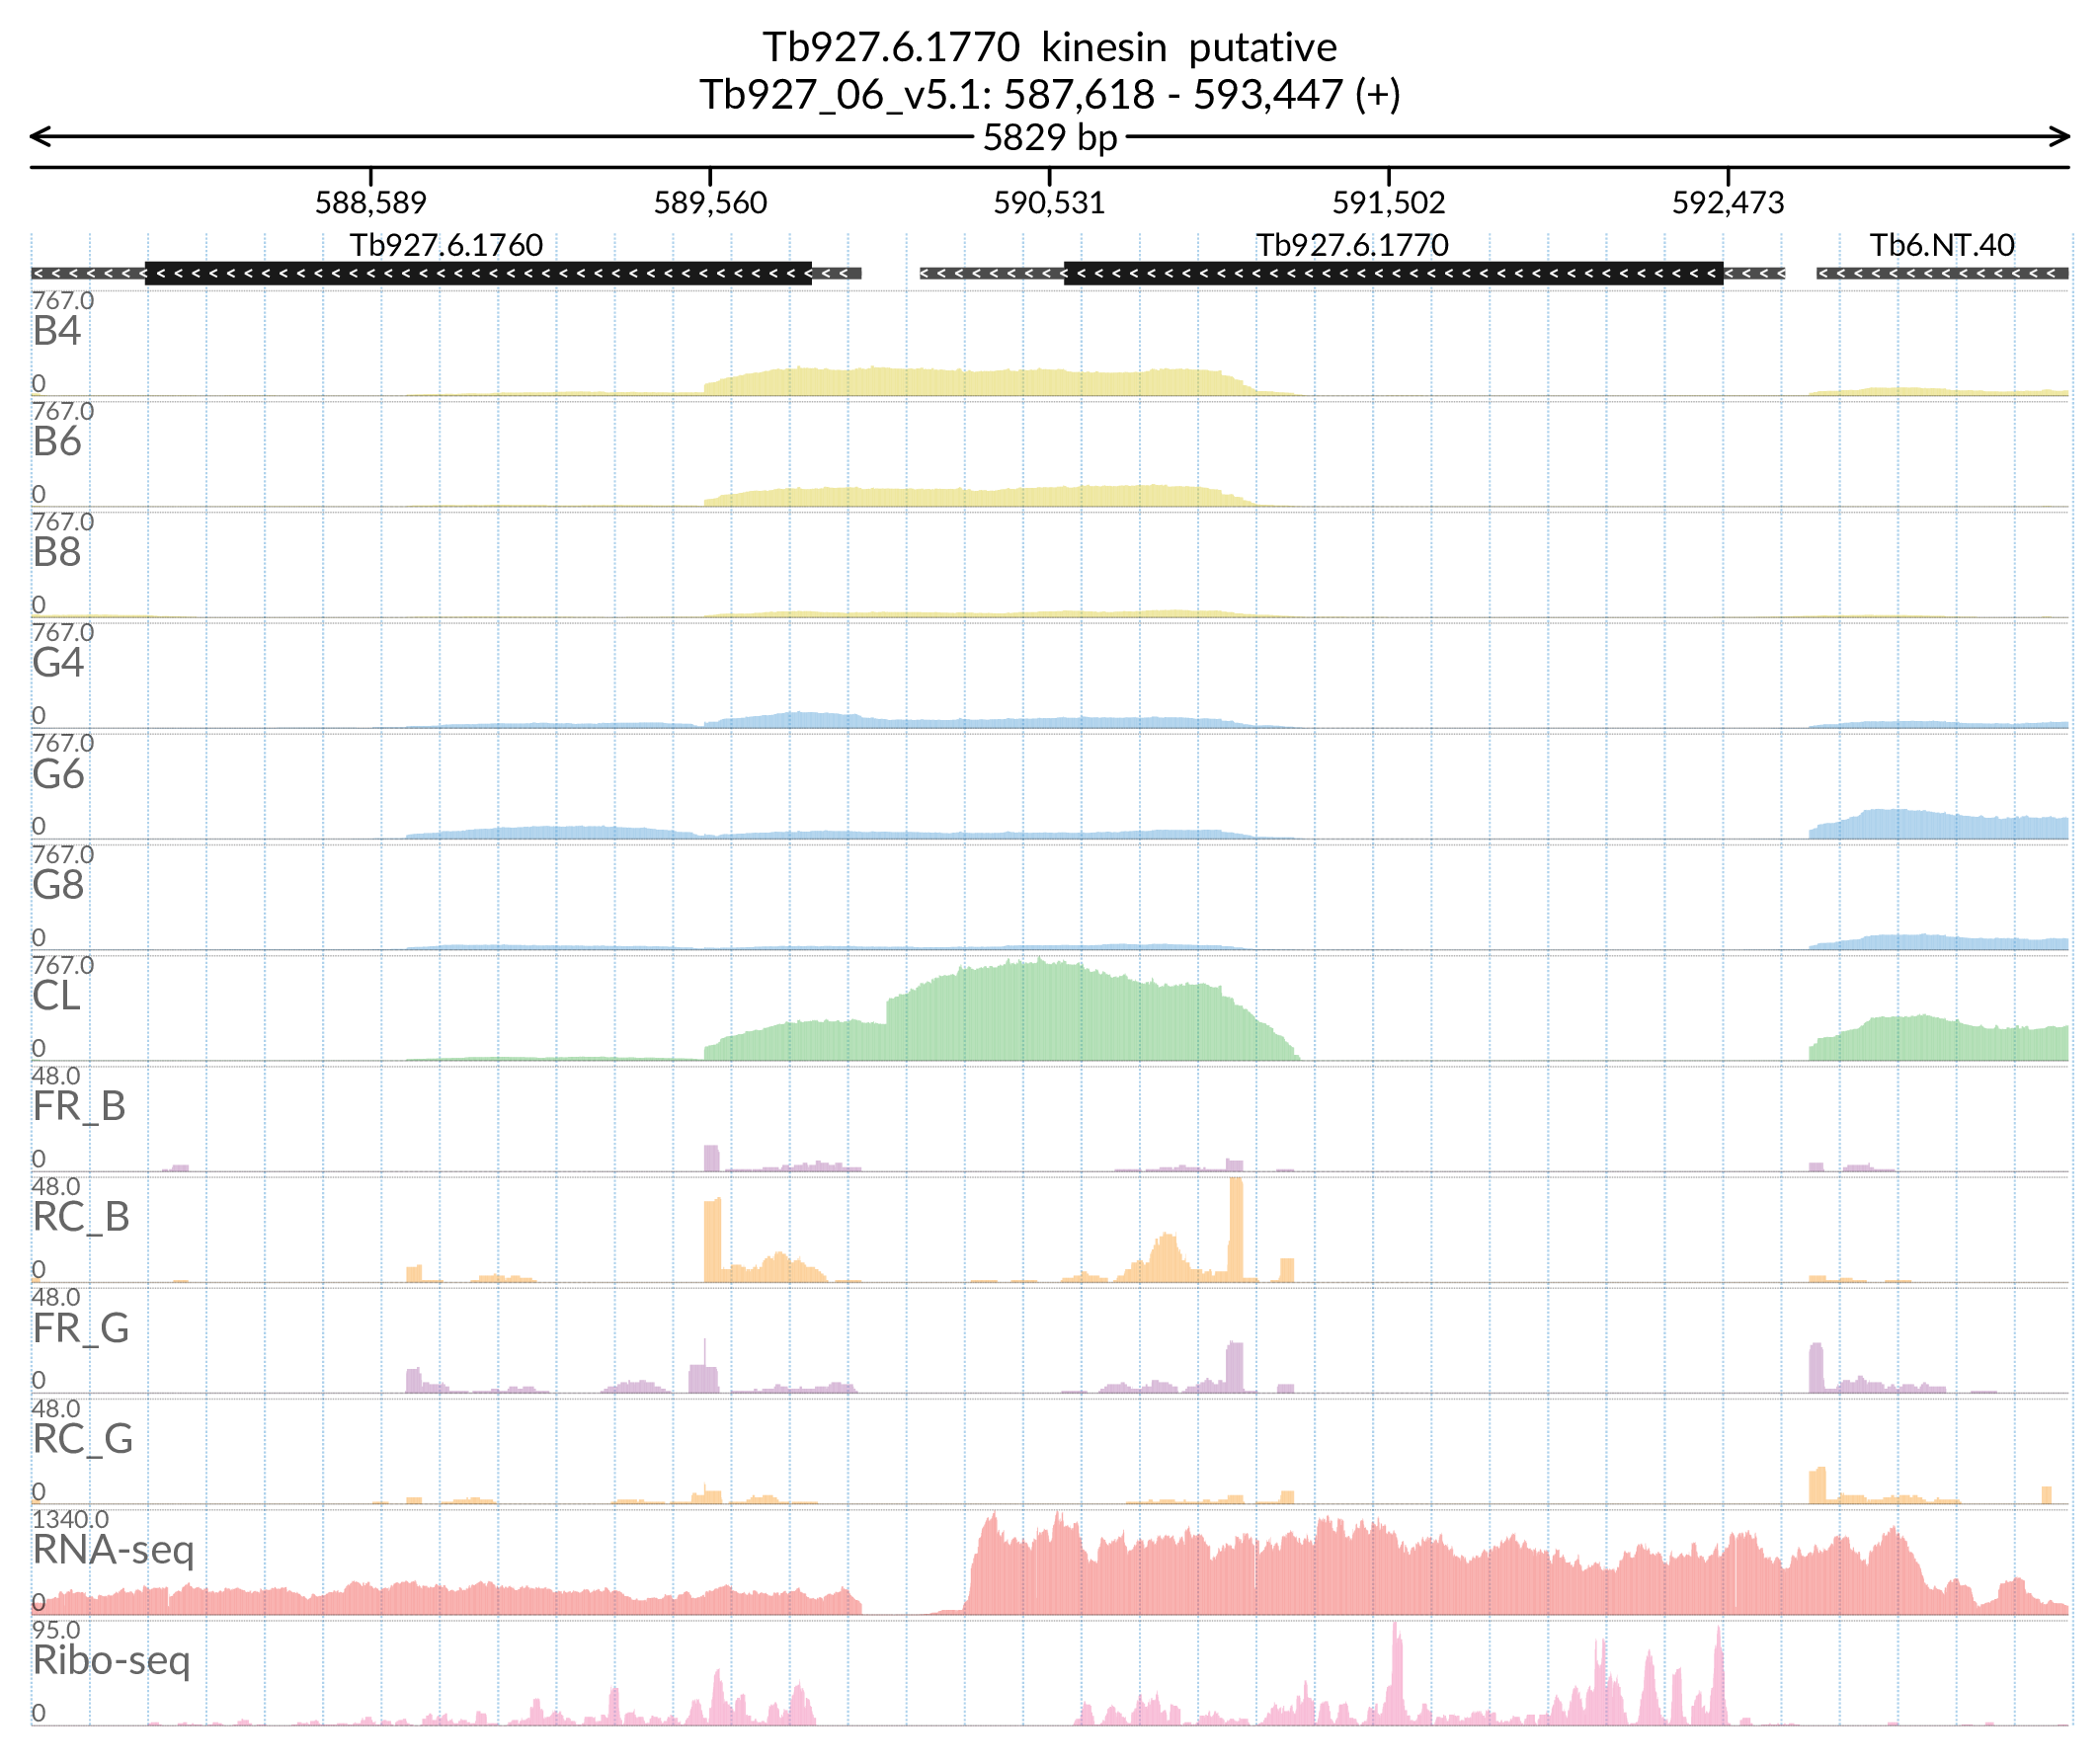 Tb927.6.1770 kinesin putative
Tb927_06_v5.1: 587,618 - 593,447 (+)
5829 bp
588,589 589,560 590,531 591,502 592,473
Tb927.6.1760 Tb927.6.1770 Tb6.NT.40
767.0
B4
0
767.0
B6
0
767.0
B8
0
767.0
G4
0
767.0
G6
0
767.0
G8
0
767.0
CL
0
48.0
FR_B
0
48.0
RC_B
0
48.0
FR_G
0
48.0
RC_G
0
1340.0
RNA-seq
0
95.0
Ribo-seq
0